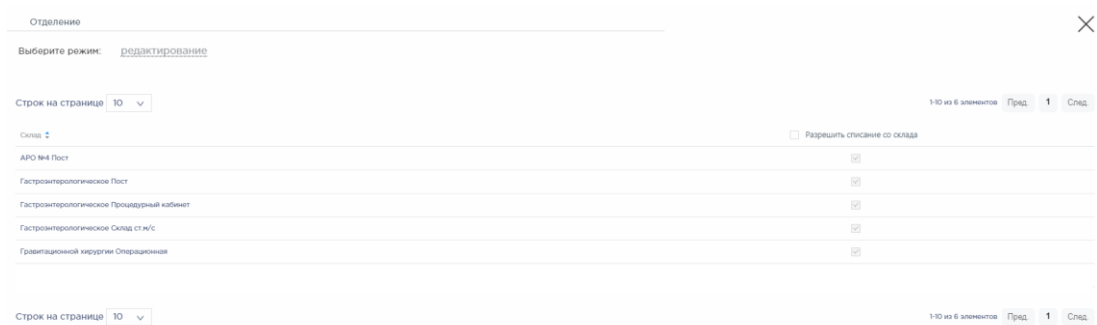 Отделение
Выберите режим: редактирование
Строк на странице 10 1-10 из 6 элементов Пред. 1 След.
Склад Разрешить списание со склада
АРО №4 Пост
Гастроэнтерологическое Пост
Гастроэнтерологическое Процедурный кабинет
Гастроэнтерологическое Склад ст.м/с
Гравитационной хирургии Операционная
Строк на странице 10 1-10 из 6 элементов Пред. 1 След.